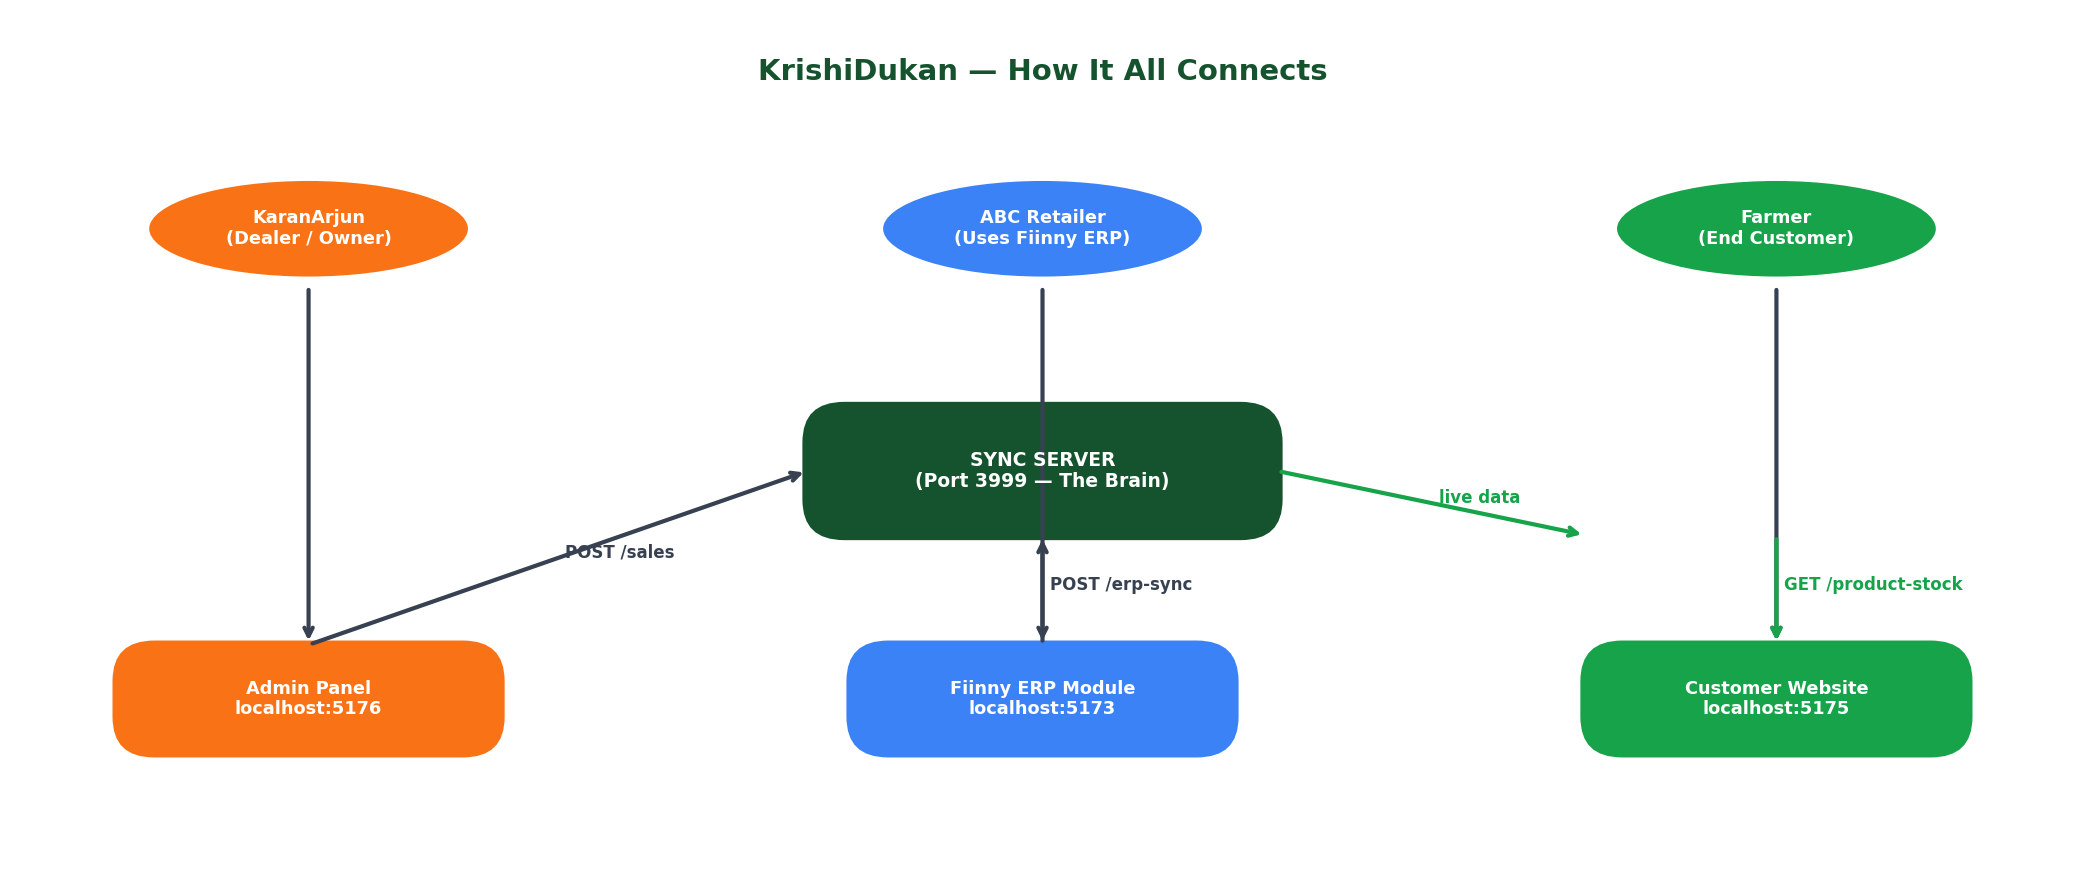 KrishiDukan — How It All Connects
KaranArjun
(Dealer / Owner)
ABC Retailer
(Uses Fiinny ERP)
Farmer
(End Customer)
SYNC SERVER
(Port 3999 — The Brain)
live data
POST /sales
POST /erp-sync
GET /product-stock
Admin Panel
localhost:5176
Fiinny ERP Module
localhost:5173
Customer Website
localhost:5175